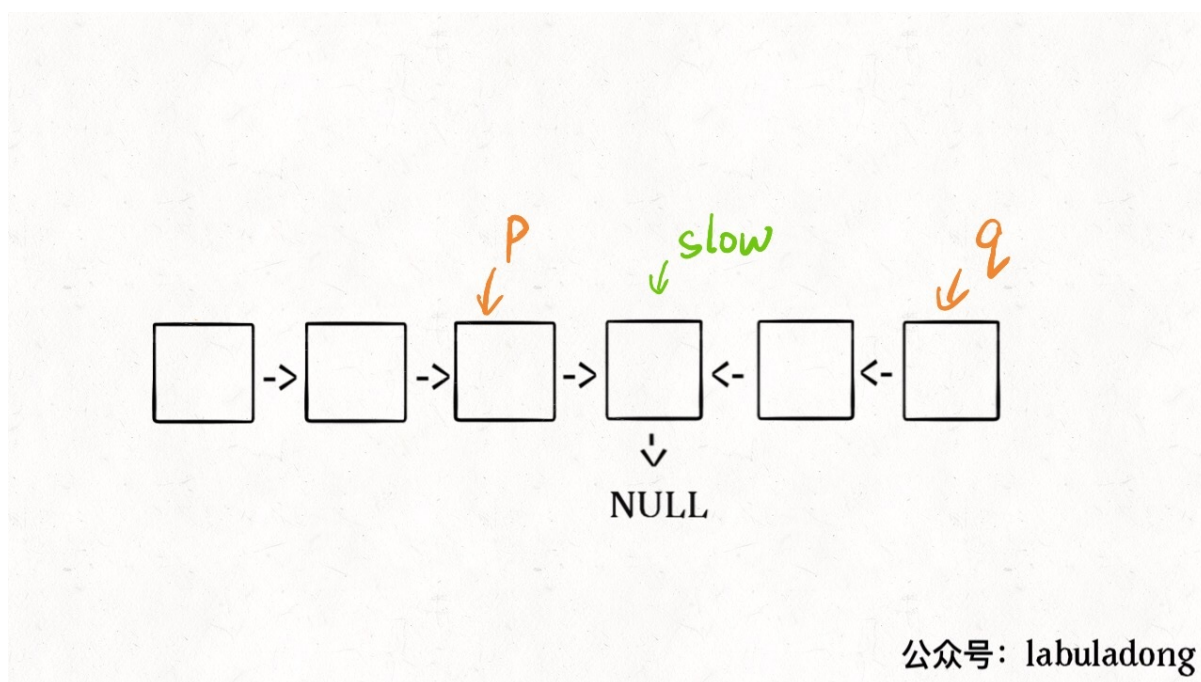 p
slow
q
NULL
公众号：labuladong